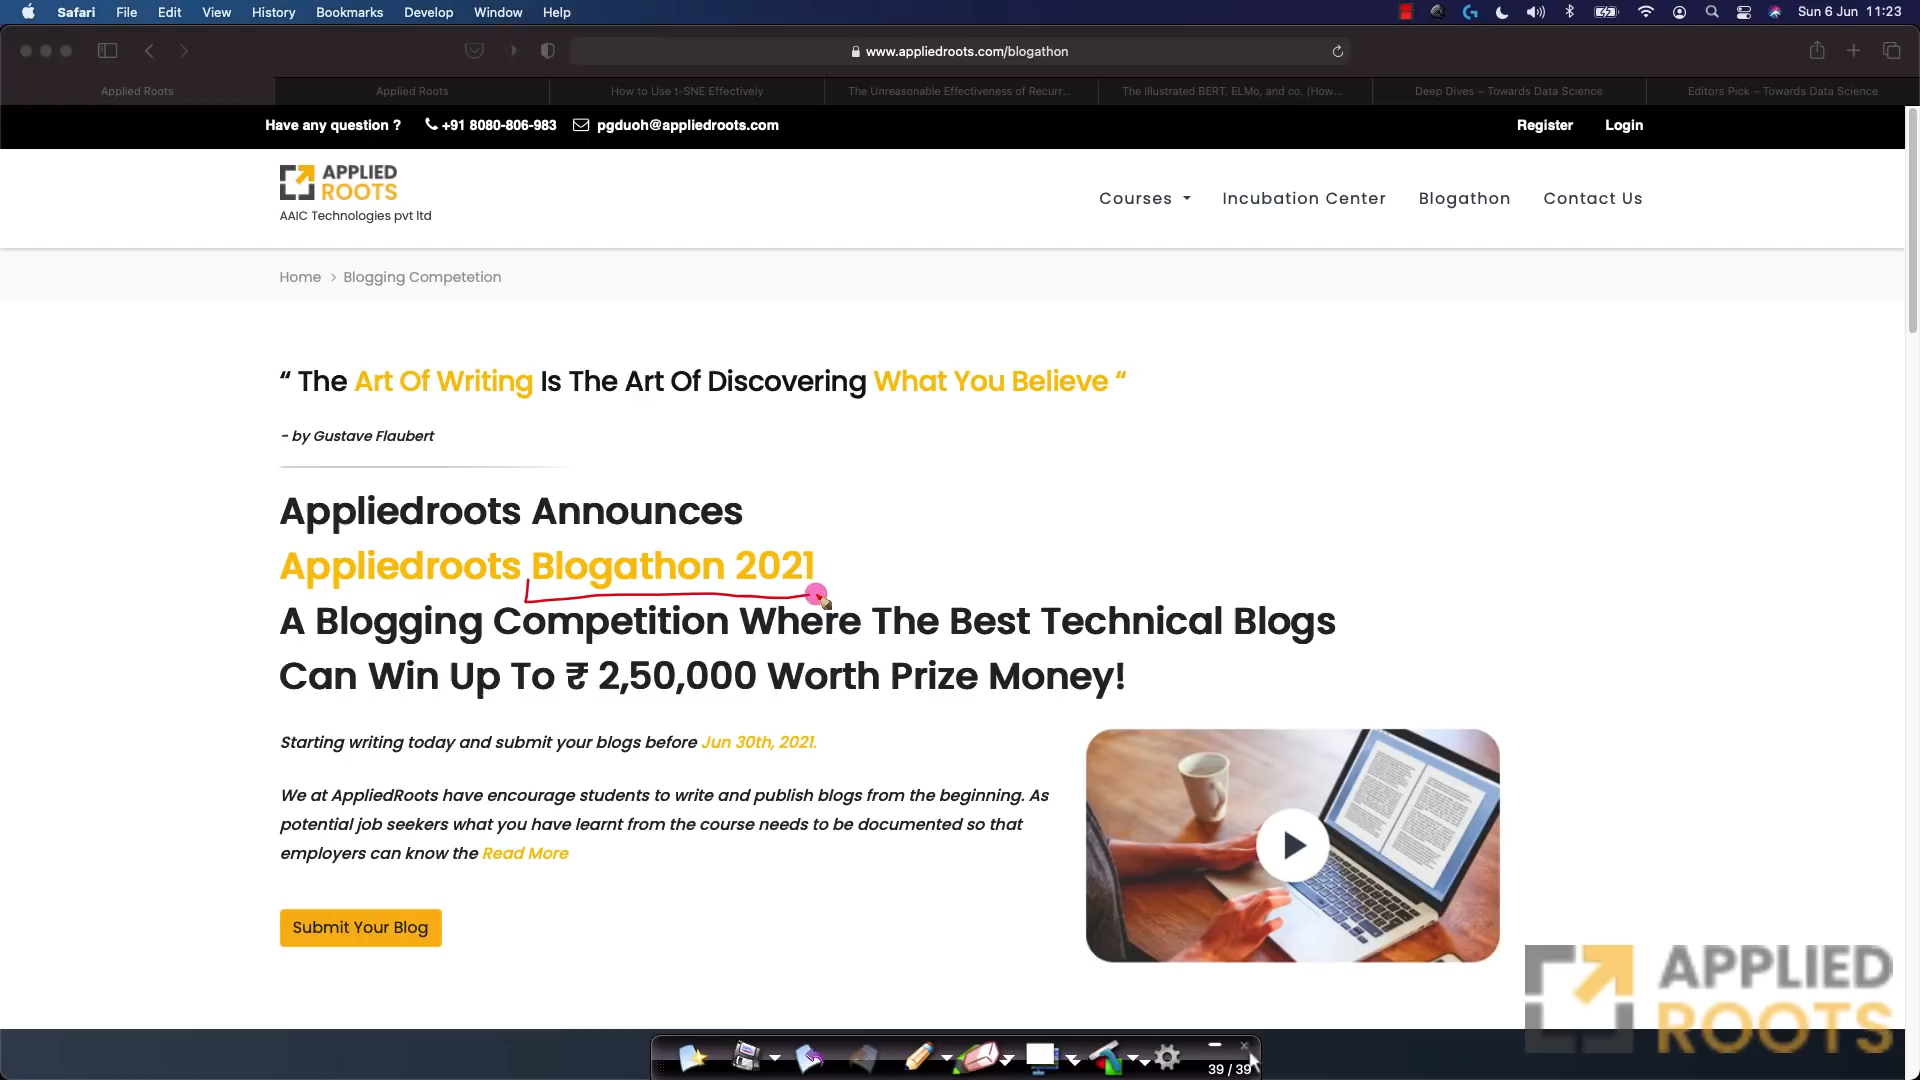 Safari File Edit View History Bookmarks Develop Window Help Sun 6 Jun 11:23
www.appliedroots.com/blogathon
Applied Roots Applied Roots How to Use t-SNE Effectively The Unreasonable Effectiveness of Recurr... The Illustrated BERT, ELMo, and co. (How... Deep Dives – Towards Data Science Editors Pick – Towards Data Science
Have any question ? +91 8080-806-983 pgduoh@appliedroots.com Register Login
APPLIED
ROOTS
AAIC Technologies pvt ltd
Courses Incubation Center Blogathon Contact Us
Home > Blogging Competetion
“ The Art Of Writing Is The Art Of Discovering What You Believe “
- by Gustave Flaubert
Appliedroots Announces
Appliedroots Blogathon 2021
A Blogging Competition Where The Best Technical Blogs
Can Win Up To ₹ 2,50,000 Worth Prize Money!
Starting writing today and submit your blogs before Jun 30th, 2021.
We at AppliedRoots have encourage students to write and publish blogs from the beginning. As
potential job seekers what you have learnt from the course needs to be documented so that
employers can know the Read More
Submit Your Blog
APPLIED
ROOTS
39 / 39